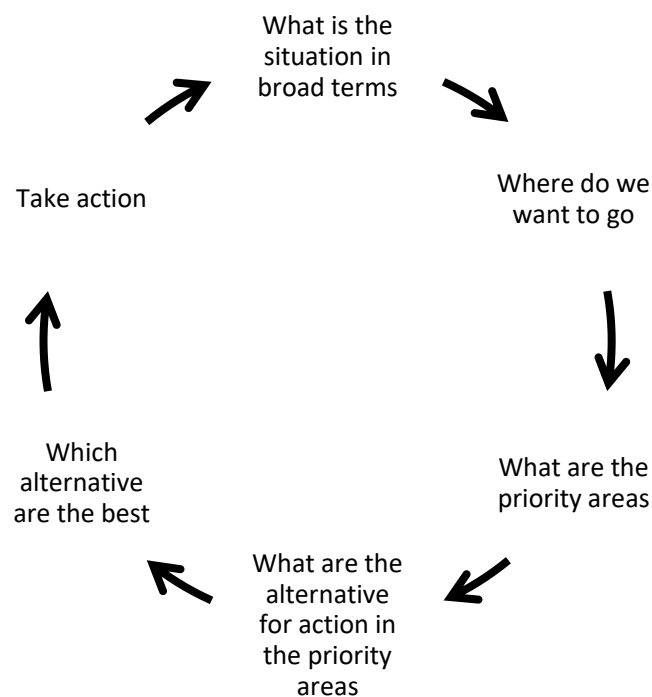 What is the
situation in
broad terms
Where do we
want to go
What are the
priority areas
What are the
alternative
for action in
the priority
areas
Which
alternative
are the best
Take action